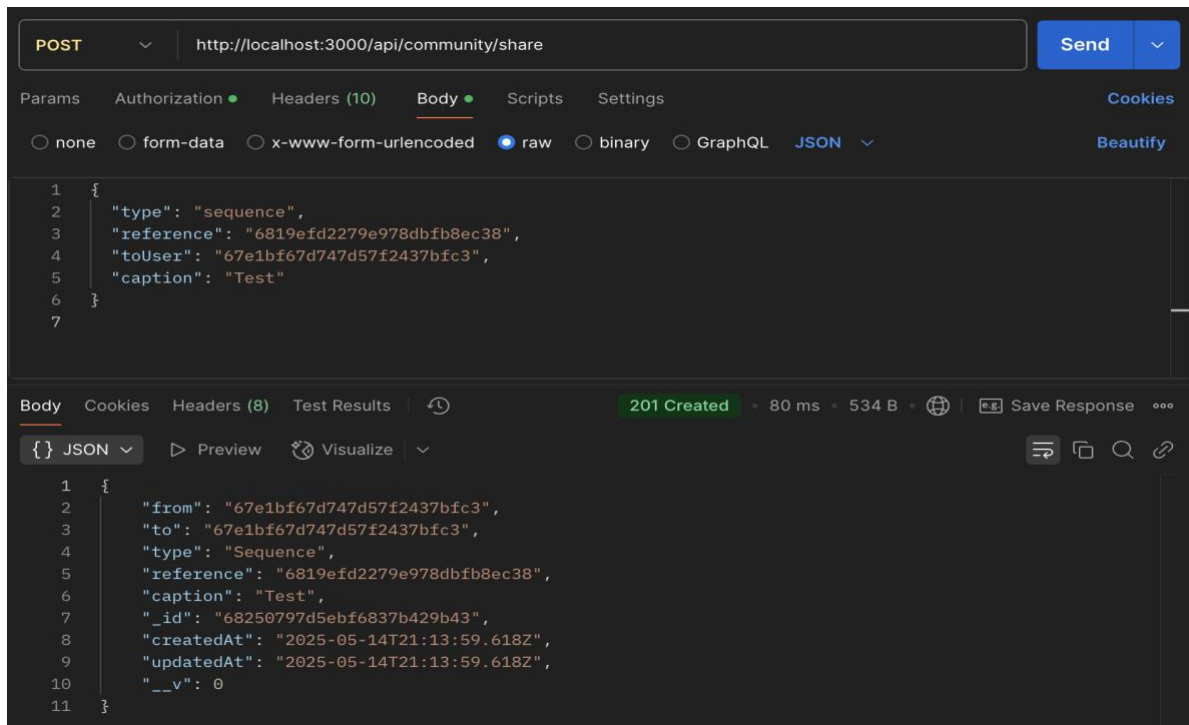 POST http://localhost:3000/api/community/share Send
Params Authorization Headers (10) Body Scripts Settings Cookies
none form-data x-www-form-urlencoded raw binary GraphQL JSON Beautify
1 {
2 "type": "sequence",
3 "reference": "6819efd2279e978dbfb8ec38",
4 "toUser": "67e1bf67d747d57f2437bfc3",
5 "caption": "Test"
6 }
7
Body Cookies Headers (8) Test Results 201 Created 80 ms 534 B e.g. Save Response
{} JSON Preview Visualize
1 {
2 "from": "67e1bf67d747d57f2437bfc3",
3 "to": "67e1bf67d747d57f2437bfc3",
4 "type": "Sequence",
5 "reference": "6819efd2279e978dbfb8ec38",
6 "caption": "Test",
7 "_id": "68250797d5ebf6837b429b43",
8 "createdAt": "2025-05-14T21:13:59.618Z",
9 "updatedAt": "2025-05-14T21:13:59.618Z",
10 "__v": 0
11 }